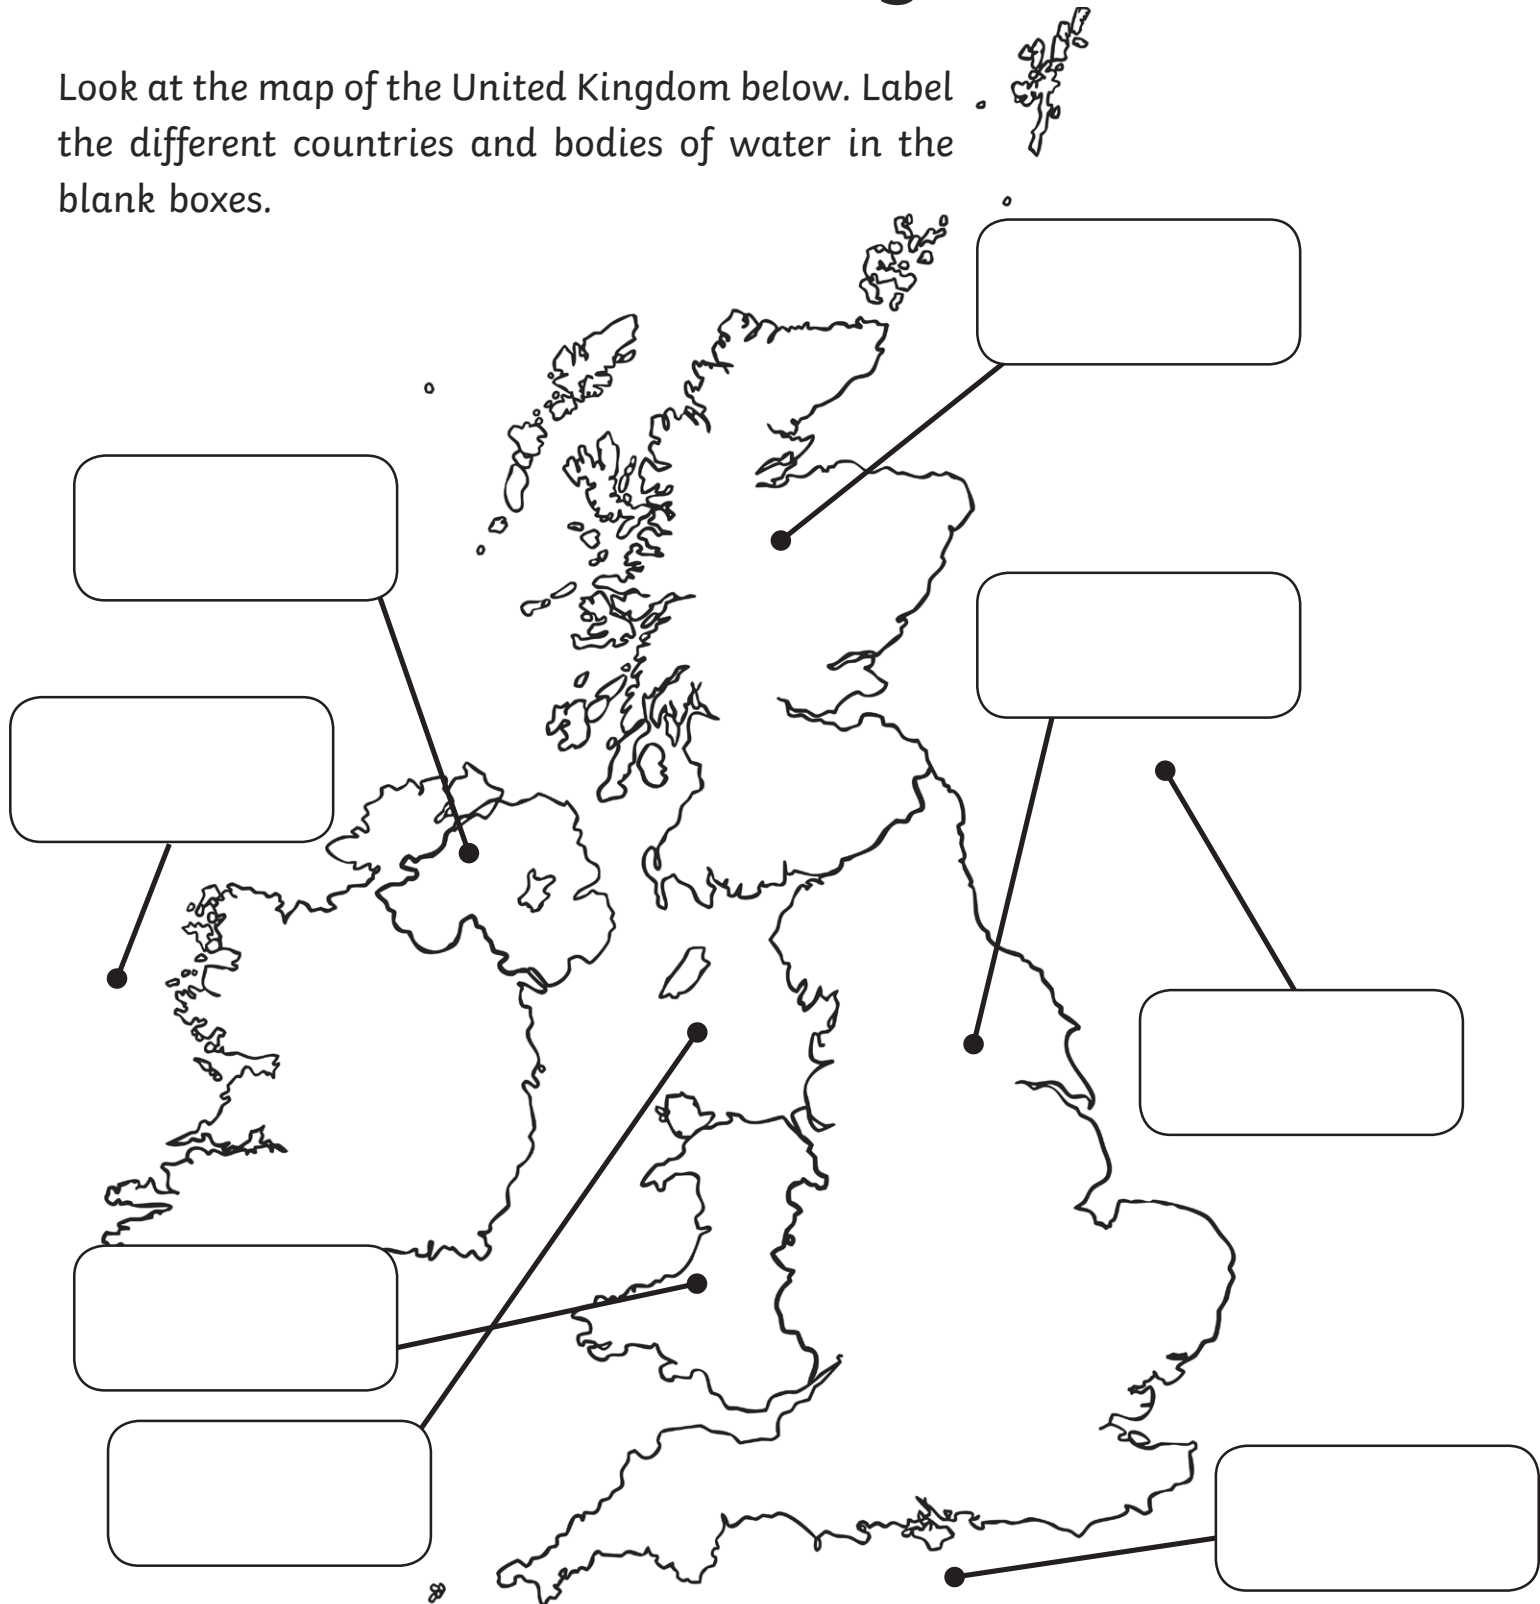 Look at the map of the United Kingdom below. Label
the different countries and bodies of water in the
blank boxes.